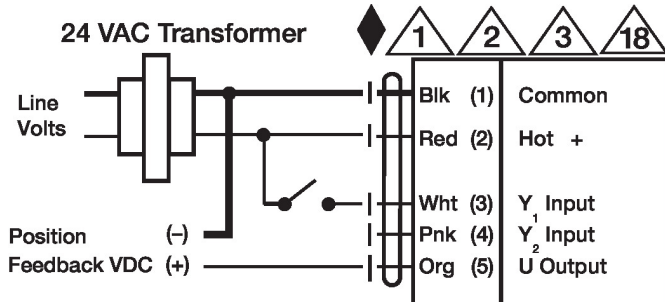 24 VAC Transformer
1 2 3 18
Line
Volts
Blk (1) Common
Red (2) Hot +
Wht (3) Y1 Input
Pnk (4) Y2 Input
Org (5) U Output
Position (-)
Feedback VDC (+)